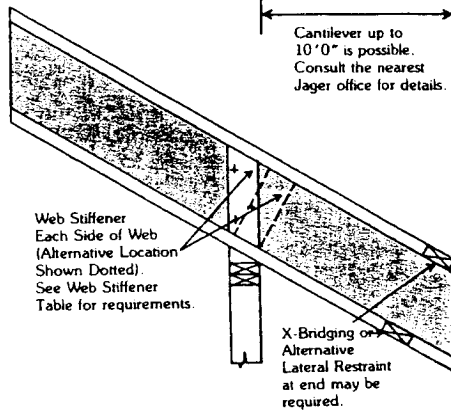 Cantilever up to
10'0" is possible.
Consult the nearest
Jager office for details.
Web Stiffener
Each Side of Web
(Alternative Location
Shown Dotted).
See Web Stiffener
Table for requirements.
X-Bridging or
Alternative
Lateral Restraint
at end may be
required.